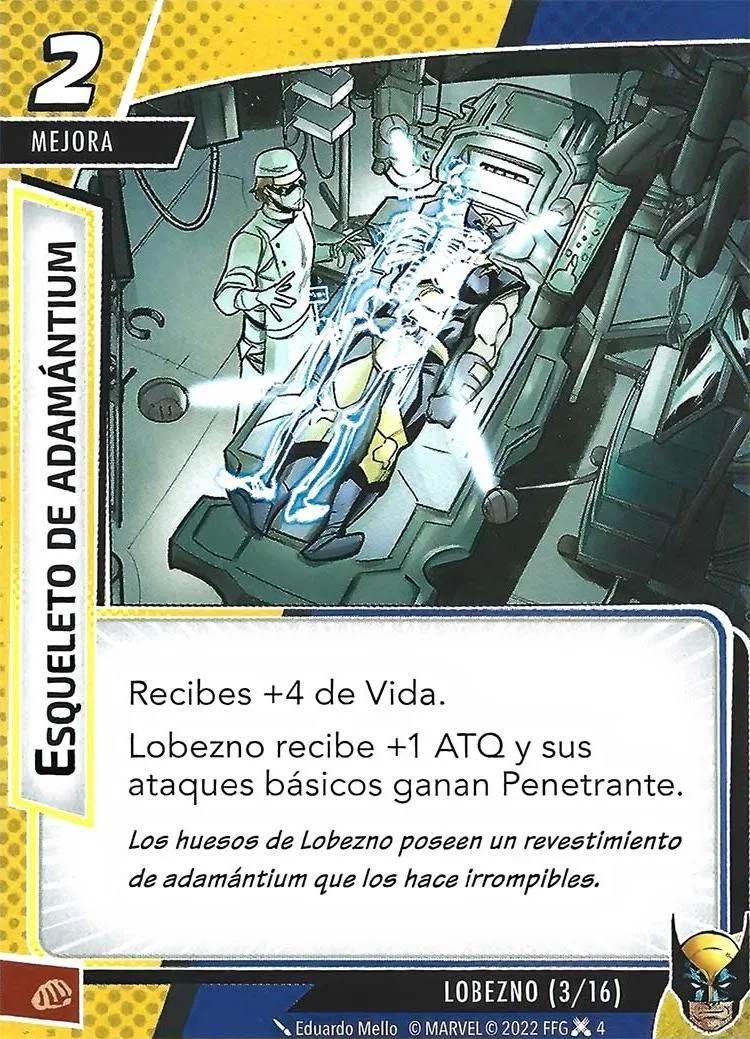 2
MEJORA
ESQUELETO DE ADAMÁNTIUM
Recibes +4 de Vida.
Lobezno recibe +1 ATQ y sus
ataques básicos ganan Penetrante.
Los huesos de Lobezno poseen un revestimiento
de adamántium que los hace irrompibles.
LOBEZNO (3/16)
Eduardo Mello © MARVEL © 2022 FFG 4